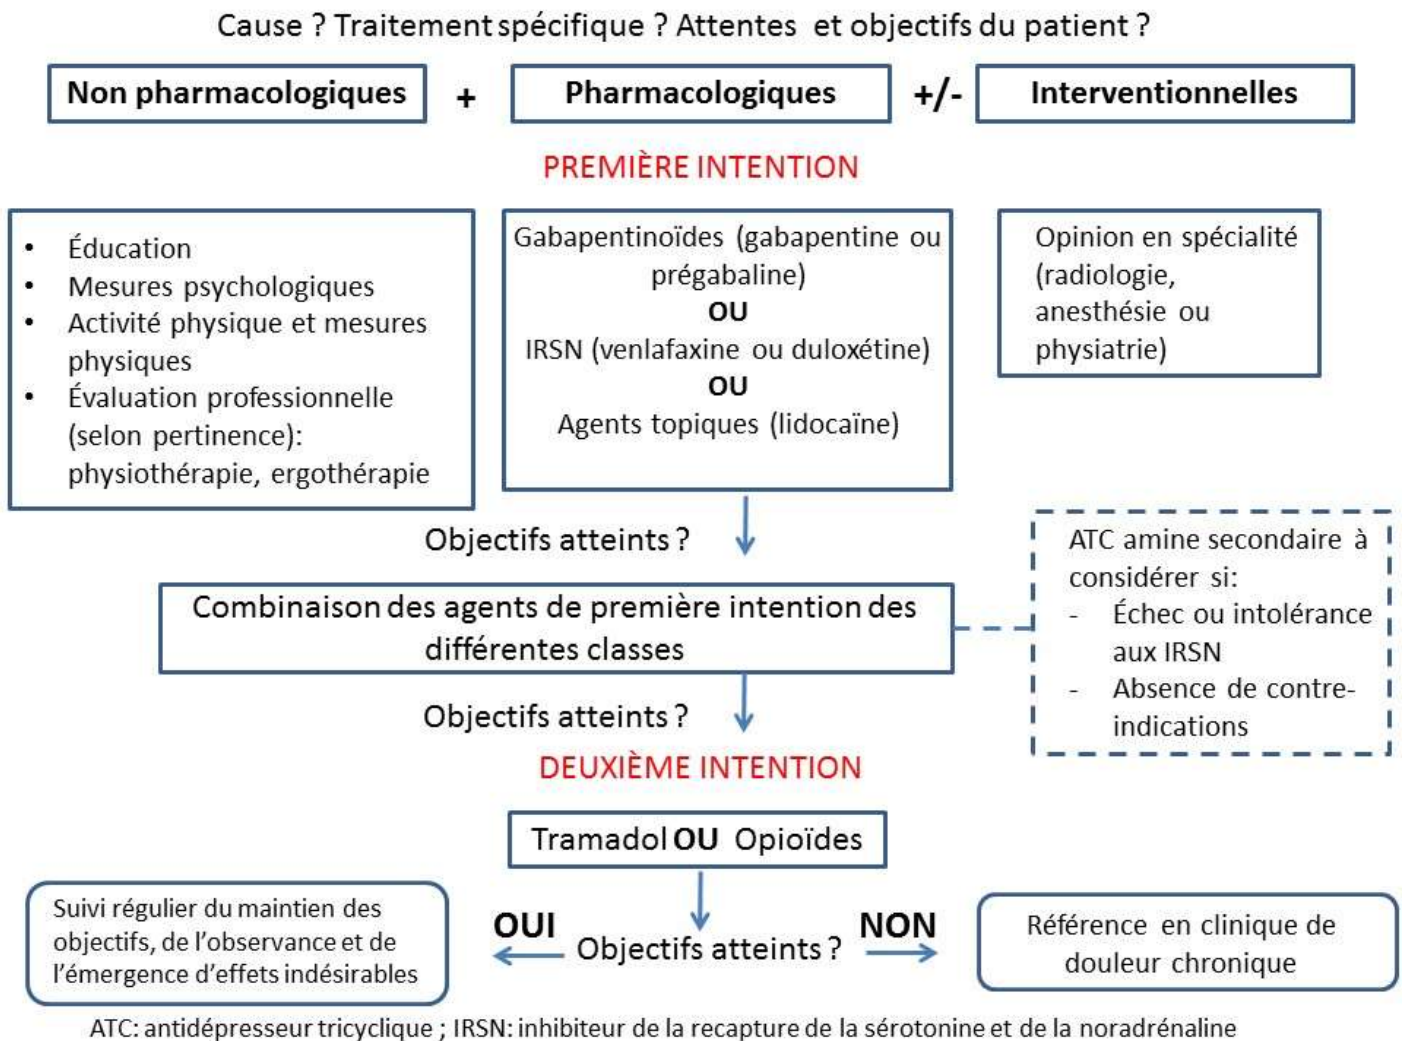 Cause ? Traitement spécifique ? Attentes et objectifs du patient ?
Non pharmacologiques + Pharmacologiques +/- Interventionnelles
PREMIÈRE INTENTION
• Éducation
• Mesures psychologiques
• Activité physique et mesures
physiques
• Évaluation professionnelle
(selon pertinence):
physiothérapie, ergothérapie
Gabapentinoïdes (gabapentine ou
prégabaline)
OU
IRSN (venlafaxine ou duloxétine)
OU
Agents topiques (lidocaïne)
Opinion en spécialité
(radiologie,
anesthésie ou
physiatrie)
Objectifs atteints ?
Combinaison des agents de première intention des
différentes classes
ATC amine secondaire à
considérer si:
- Échec ou intolérance
aux IRSN
- Absence de contre-
indications
Objectifs atteints ?
DEUXIÈME INTENTION
Tramadol OU Opioïdes
Suivi régulier du maintien des
objectifs, de l’observance et de
l’émergence d’effets indésirables
OUI
Objectifs atteints ?
NON
Référence en clinique de
douleur chronique
ATC: antidépresseur tricyclique ; IRSN: inhibiteur de la recapture de la sérotonine et de la noradrénaline